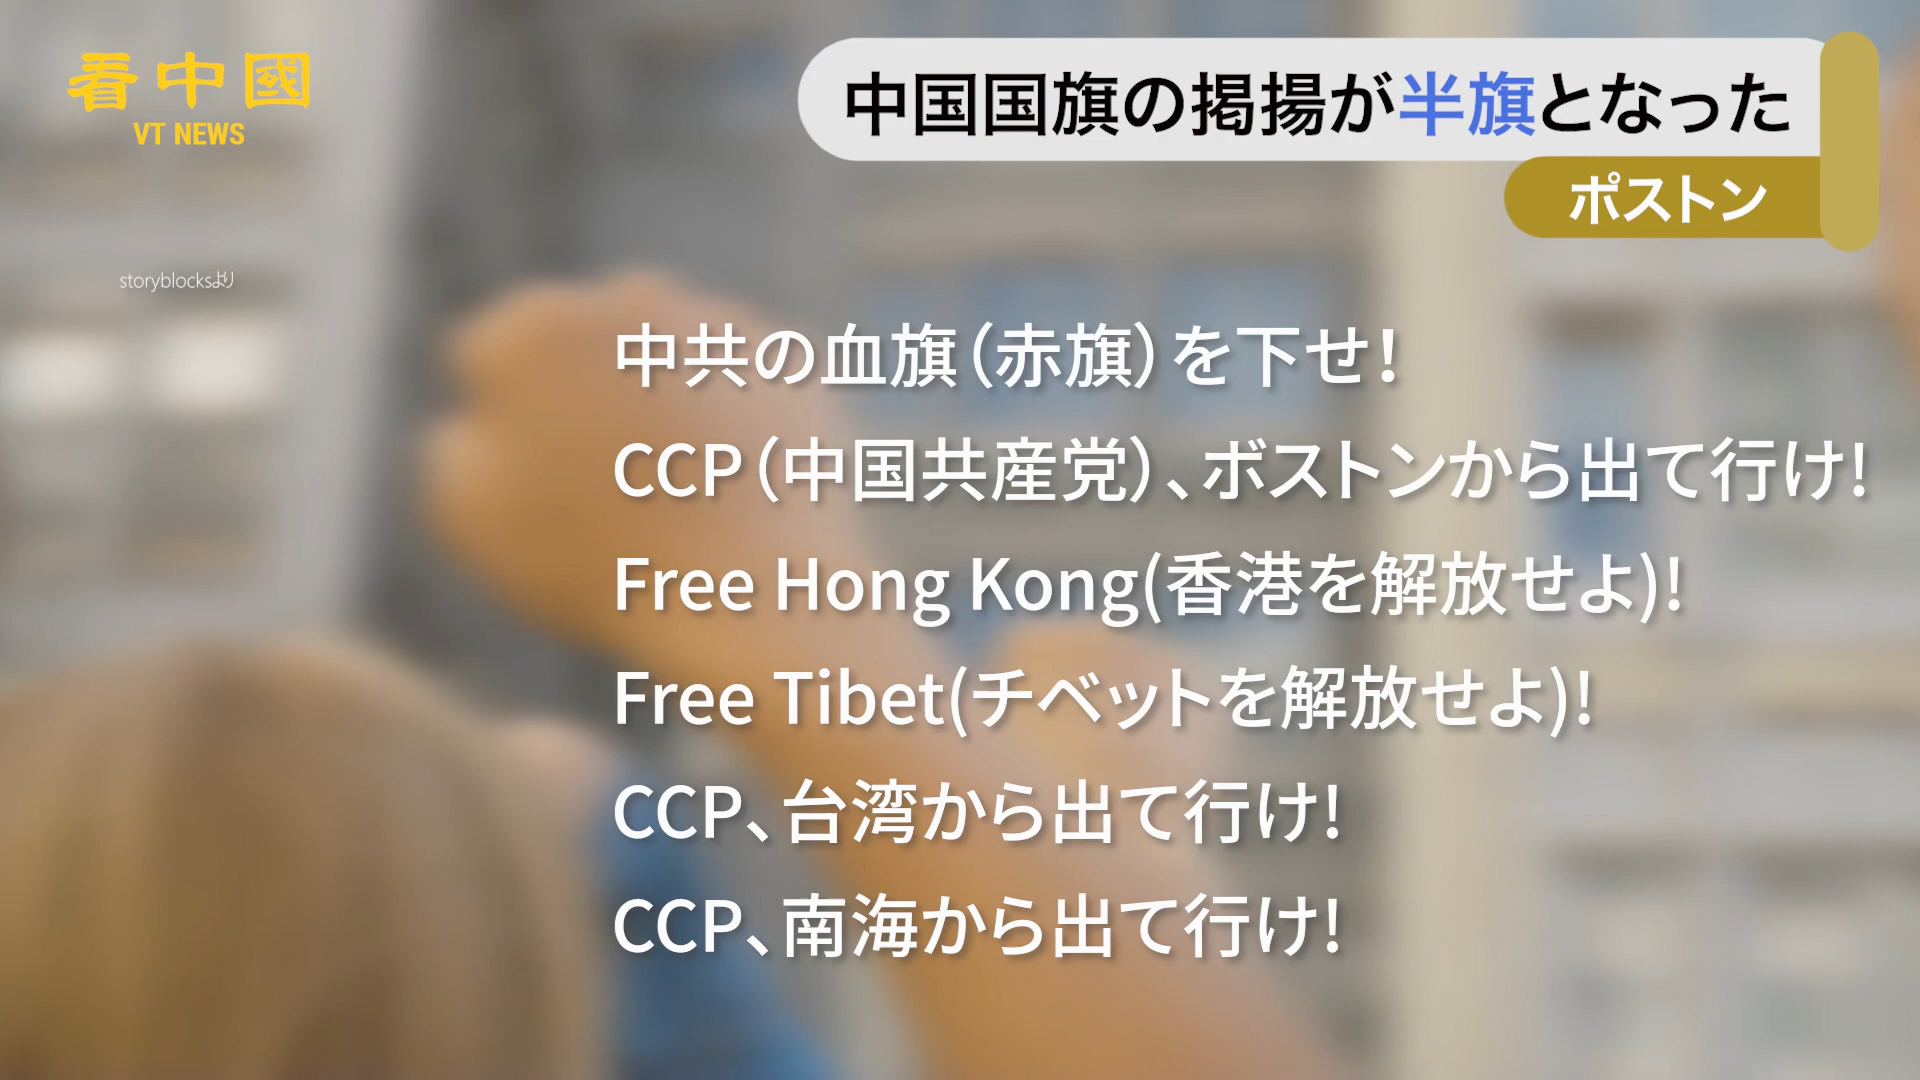 看中國
VT NEWS
中国国旗の掲揚が半旗となった
ポストン
storyblocksより
中共の血旗（赤旗）を下せ！
CCP（中国共産党）、ボストンから出て行け！
Free Hong Kong(香港を解放せよ)!
Free Tibet(チベットを解放せよ)!
CCP、台湾から出て行け！
CCP、南海から出て行け！